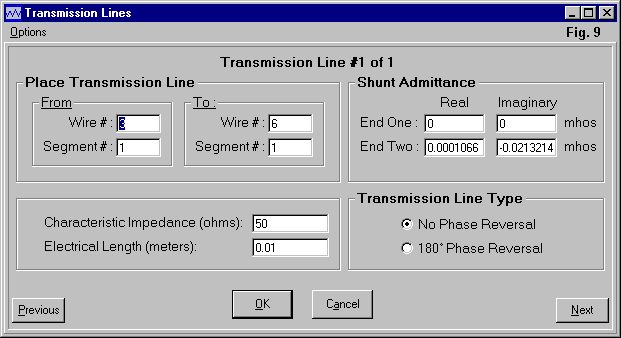 Transmission Lines
Options
Fig. 9
Transmission Line #1 of 1
Place Transmission Line
From
Wire #: 3
Segment #: 1
To:
Wire #: 6
Segment #: 1
Shunt Admittance
Real Imaginary
End One: 0 0 mhos
End Two: 0.0001066 -0.0213214 mhos
Characteristic Impedance (ohms): 50
Electrical Length (meters): 0.01
Transmission Line Type
No Phase Reversal
180° Phase Reversal
Previous
OK
Cancel
Next